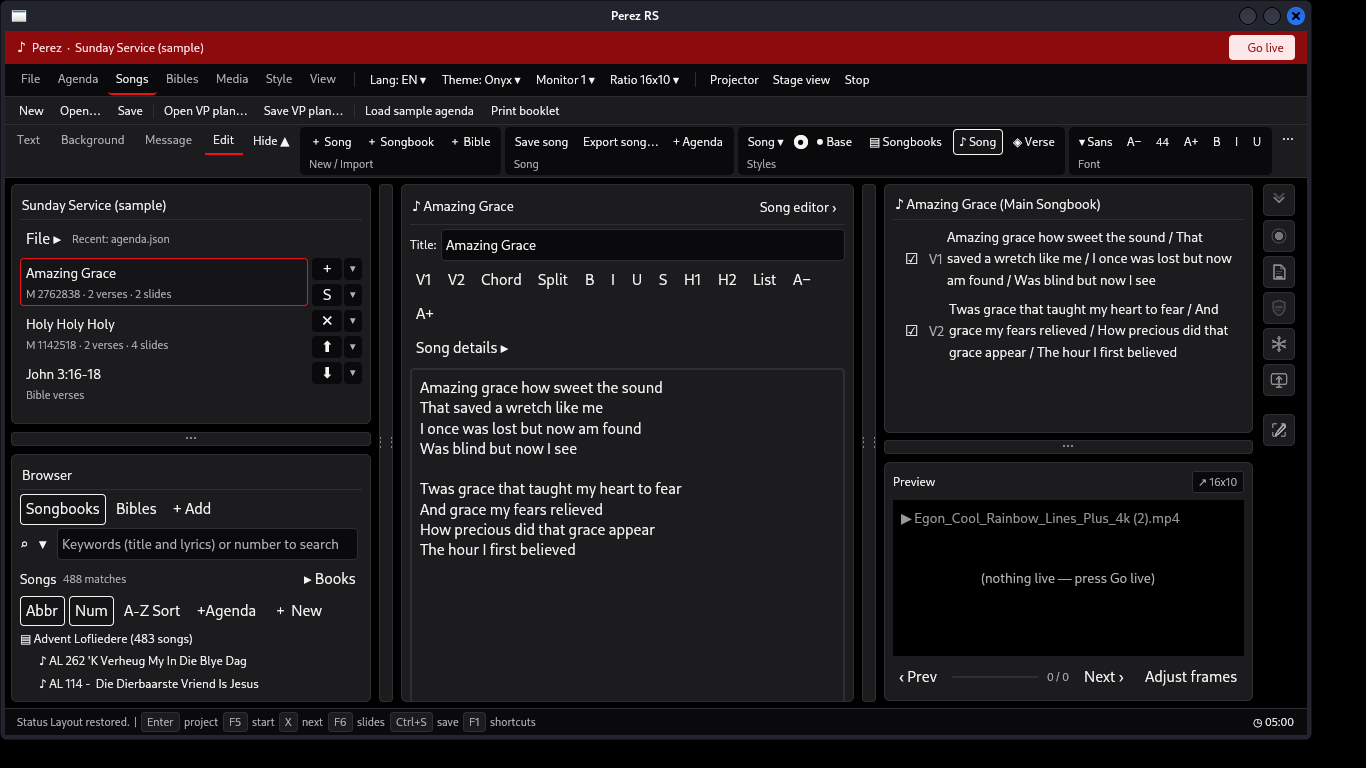 Perez RS
♪ Perez · Sunday Service (sample)
Go live
File Agenda Songs Bibles Media Style View Lang: EN ▾ Theme: Onyx ▾ Monitor 1 ▾ Ratio 16x10 ▾ Projector Stage view Stop
New Open... Save Open VP plan... Save VP plan... Load sample agenda Print booklet
Text Background Message Edit Hide ▲
+ Song + Songbook + Bible
New / Import
Save song Export song... + Agenda
Song
Song ▾ ● Base ▤ Songbooks ♪ Song ◈ Verse
Styles
▾ Sans A− 44 A+ B I U
Font
...
Sunday Service (sample)
File ▸ Recent: agenda.json
Amazing Grace
M 2762838 · 2 verses · 2 slides
Holy Holy Holy
M 1142518 · 2 verses · 4 slides
John 3:16-18
Bible verses
+ ▾
S ▾
✕ ▾
⬆ ▾
⬇ ▾
Browser
Songbooks Bibles + Add
Keywords (title and lyrics) or number to search
Songs 488 matches ▸ Books
Abbr Num A-Z Sort +Agenda + New
▤ Advent Lofliedere (483 songs)
♪ AL 262 'K Verheug My In Die Blye Dag
♪ AL 114 - Die Dierbaarste Vriend Is Jesus
♪ Amazing Grace
Song editor ›
Title: Amazing Grace
V1 V2 Chord Split B I U S H1 H2 List A−
A+
Song details ▸
Amazing grace how sweet the sound
That saved a wretch like me
I once was lost but now am found
Was blind but now I see
Twas grace that taught my heart to fear
And grace my fears relieved
How precious did that grace appear
The hour I first believed
♪ Amazing Grace (Main Songbook)
Amazing grace how sweet the sound / That
☑ V1 saved a wretch like me / I once was lost but now
am found / Was blind but now I see
Twas grace that taught my heart to fear / And
☑ V2 grace my fears relieved / How precious did that
grace appear / The hour I first believed
Preview ↗ 16x10
▶ Egon_Cool_Rainbow_Lines_Plus_4k (2).mp4
(nothing live — press Go live)
‹ Prev 0 / 0 Next › Adjust frames
Status Layout restored. | Enter project F5 start X next F6 slides Ctrl+S save F1 shortcuts
◷ 05:00